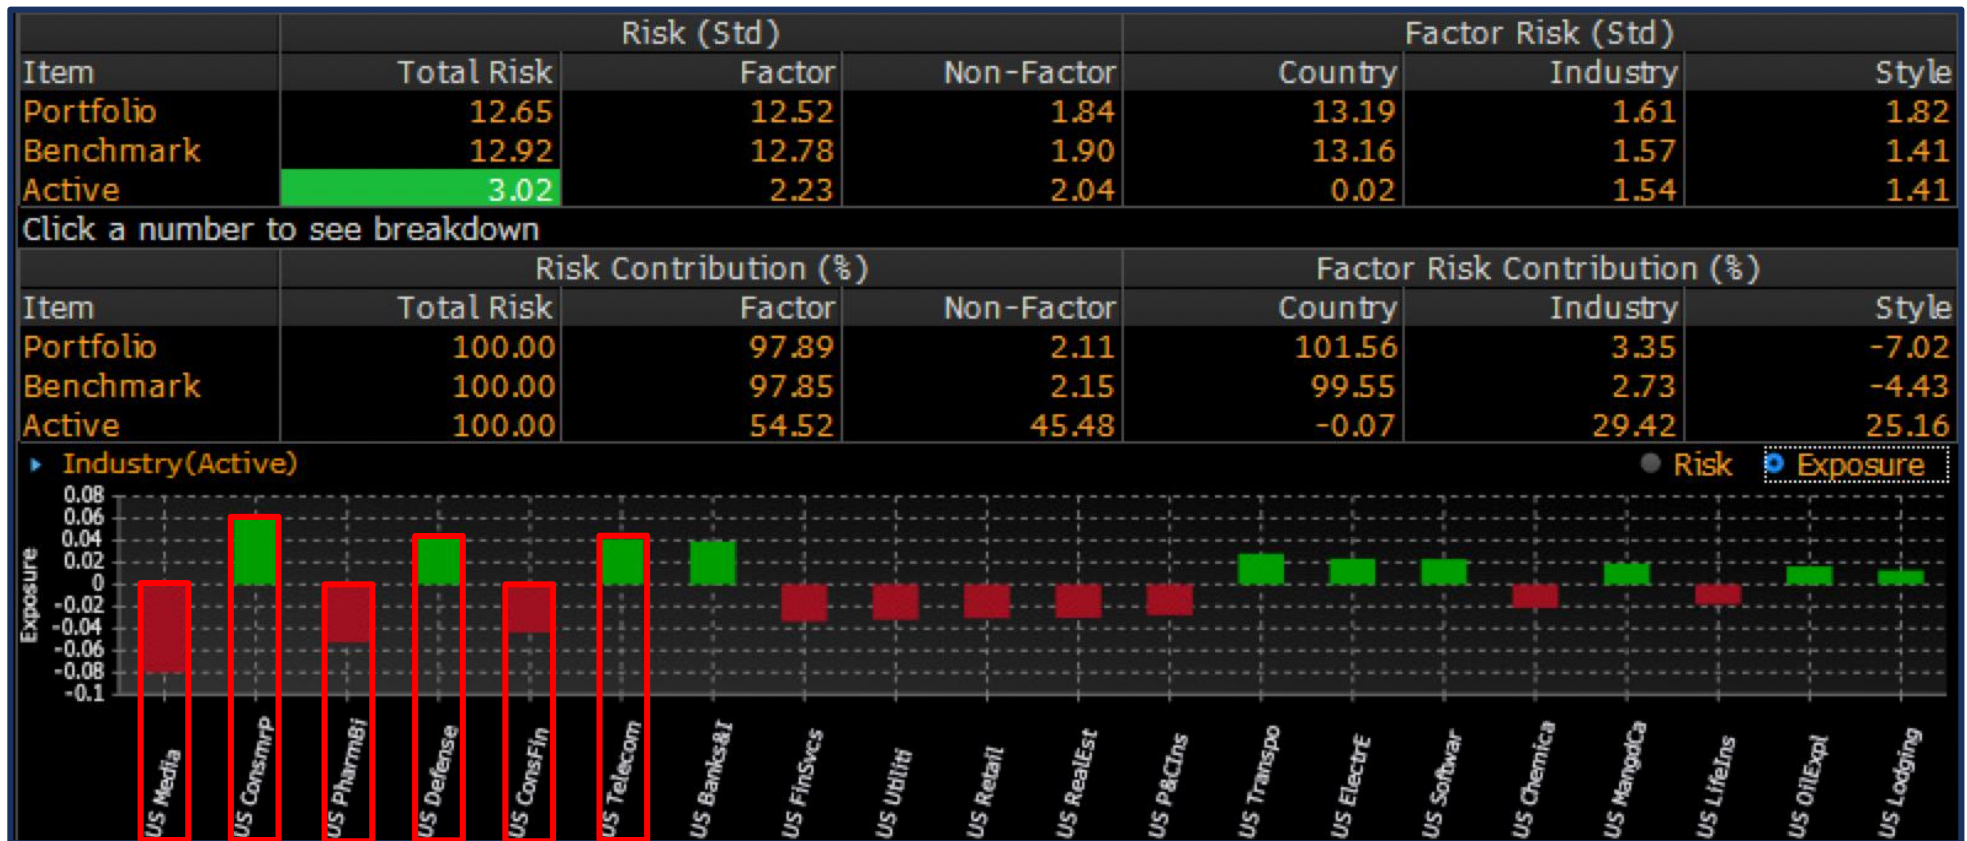 Risk (Std) Factor Risk (Std)
Item Total Risk Factor Non-Factor Country Industry Style
Portfolio 12.65 12.52 1.84 13.19 1.61 1.82
Benchmark 12.92 12.78 1.90 13.16 1.57 1.41
Active 3.02 2.23 2.04 0.02 1.54 1.41
Click a number to see breakdown
Risk Contribution (%) Factor Risk Contribution (%)
Item Total Risk Factor Non-Factor Country Industry Style
Portfolio 100.00 97.89 2.11 101.56 3.35 -7.02
Benchmark 100.00 97.85 2.15 99.55 2.73 -4.43
Active 100.00 54.52 45.48 -0.07 29.42 25.16
Industry(Active) Risk Exposure
0.08
0.06
0.04
0.02
0
-0.02
-0.04
-0.06
-0.08
-0.1
Exposure
US Media
US ConsmrP
US PharmBi
US Defense
US ConsFin
US Telecom
US Banks&I
US FinSvcs
US Utiliti
US Retail
US RealEst
US P&CIns
US Transpo
US ElectrE
US Softwar
US Chemica
US MangdCa
US LifeIns
US OilExpl
US Lodging